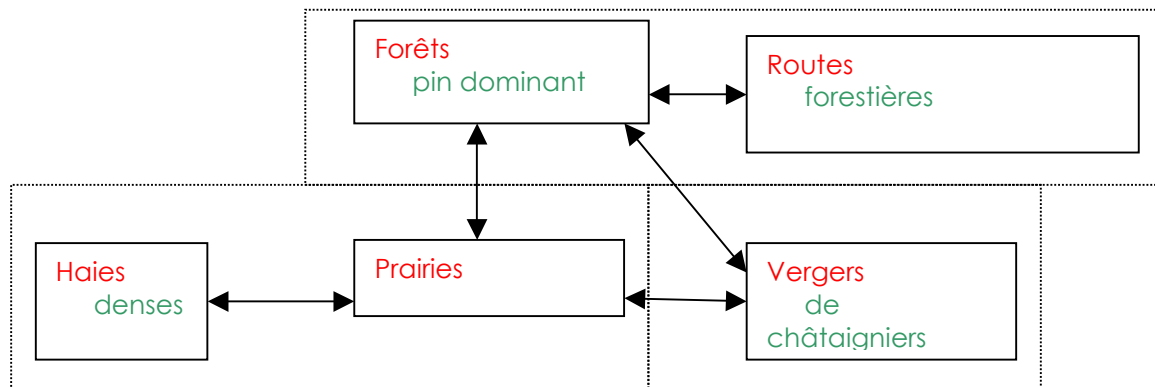 Forêts
pin dominant
Routes
forestières
Haies
denses
Prairies
Vergers
de
châtaigniers